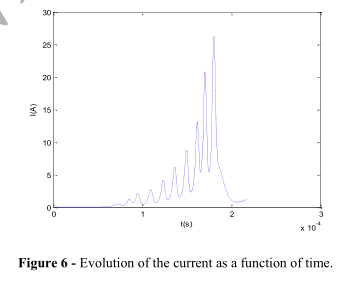 30
25
20
15
10
5
0
I(A)
0 1 2 3
t(s)
x 10⁻⁴
Figure 6 - Evolution of the current as a function of time.